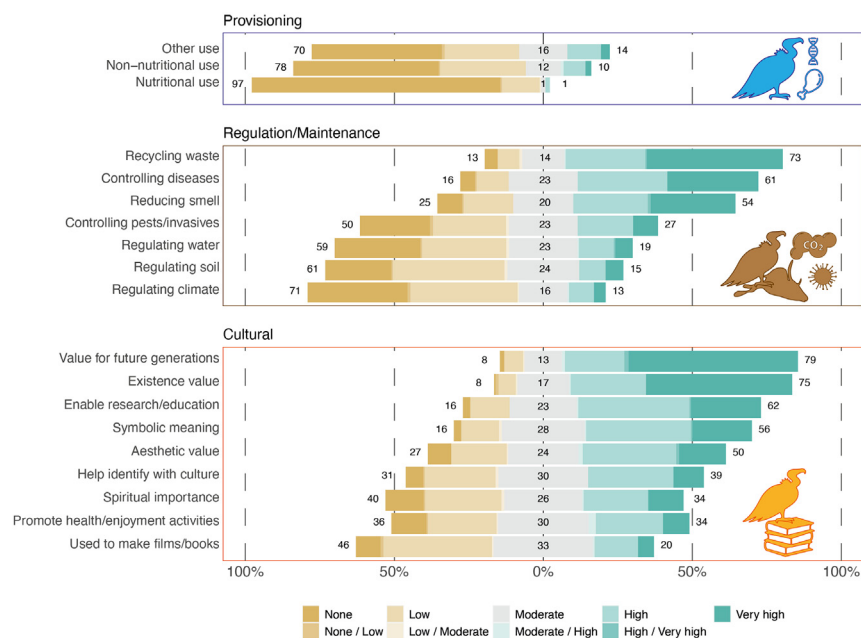 Provisioning
Other use 70 16 14
Non–nutritional use 78 12 10
Nutritional use 97 1 1
Regulation/Maintenance
Recycling waste 13 14 73
Controlling diseases 16 23 61
Reducing smell 25 20 54
Controlling pests/invasives 50 23 27
Regulating water 59 23 19
Regulating soil 61 24 15
Regulating climate 71 16 13
CO2
Cultural
Value for future generations 8 13 79
Existence value 8 17 75
Enable research/education 16 23 62
Symbolic meaning 16 28 56
Aesthetic value 27 24 50
Help identify with culture 31 30 39
Spiritual importance 40 26 34
Promote health/enjoyment activities 36 30 34
Used to make films/books 46 33 20
100% 50% 0% 50% 100%
None Low Moderate High Very high
None / Low Low / Moderate Moderate / High High / Very high